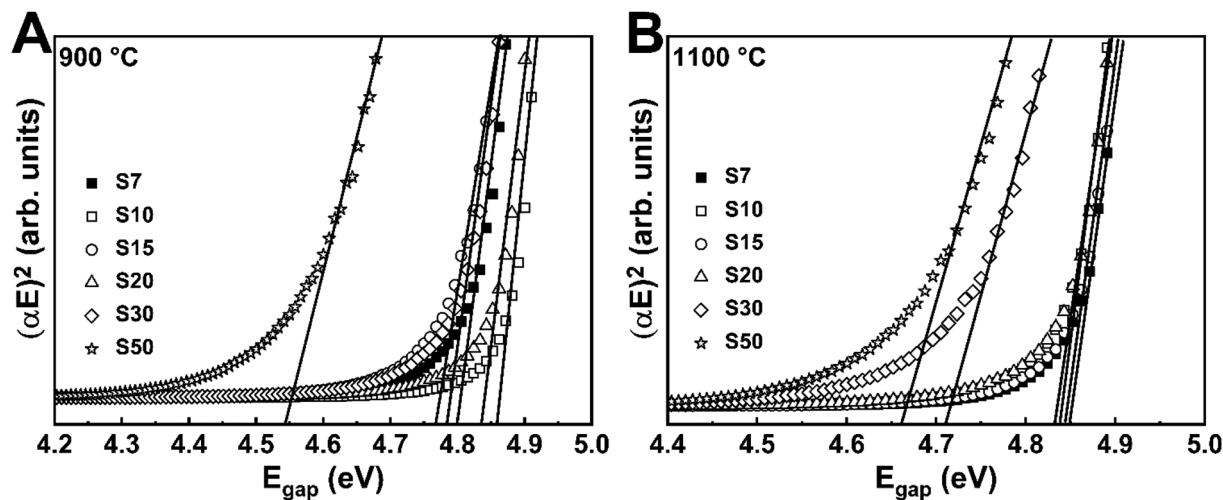 A
900 °C
(αE)² (arb. units)
S7
S10
S15
S20
S30
S50
4.2 4.3 4.4 4.5 4.6 4.7 4.8 4.9 5.0
E_gap (eV)
B
1100 °C
(αE)² (arb. units)
S7
S10
S15
S20
S30
S50
4.4 4.5 4.6 4.7 4.8 4.9 5.0
E_gap (eV)